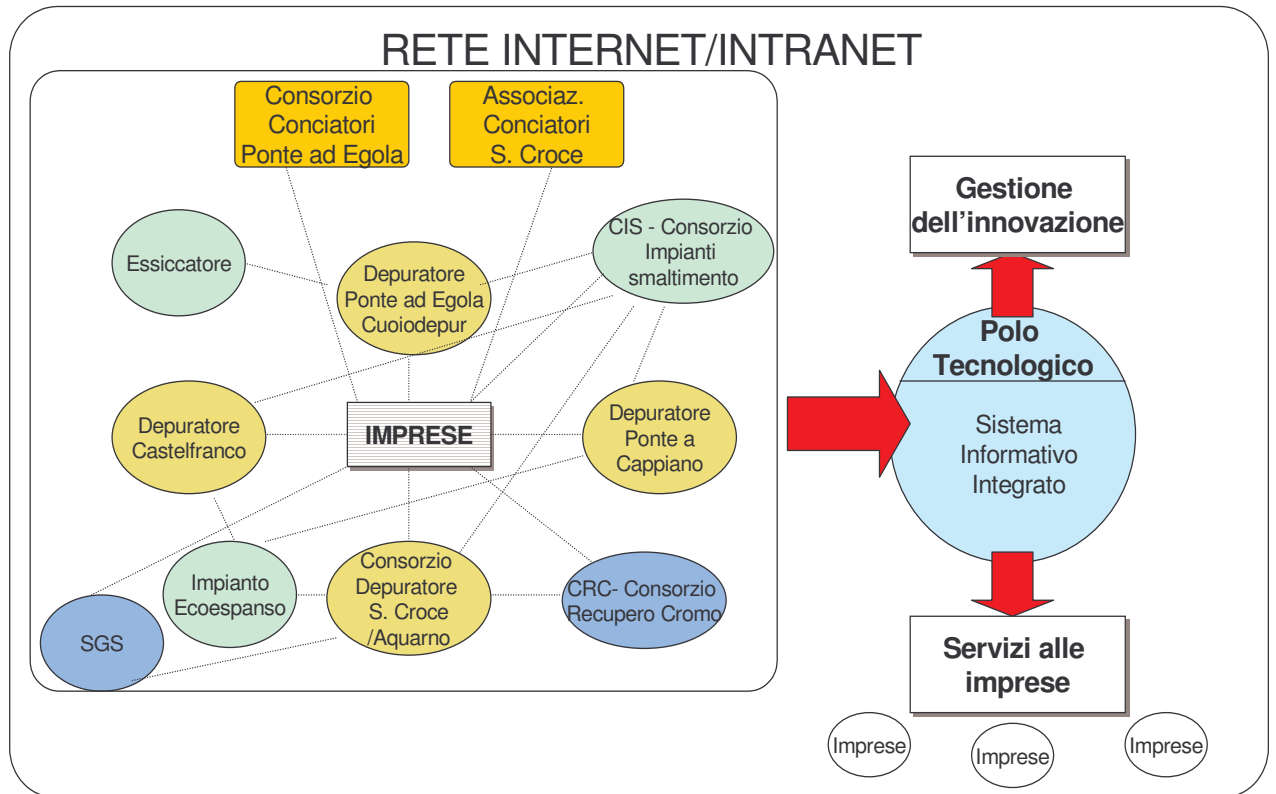 RETE INTERNET/INTRANET
Consorzio
Conciatori
Ponte ad Egola
Associaz.
Conciatori
S. Croce
Essiccatore
Depuratore
Ponte ad Egola
Cuoiodepur
CIS - Consorzio
Impianti
smaltimento
Depuratore
Castelfranco
IMPRESE
Depuratore
Ponte a
Cappiano
SGS
Impianto
Ecoespanso
Consorzio
Depuratore
S. Croce
/Aquarno
CRC- Consorzio
Recupero Cromo
Gestione
dell’innovazione
Polo
Tecnologico
Sistema
Informativo
Integrato
Servizi alle
imprese
Imprese
Imprese
Imprese